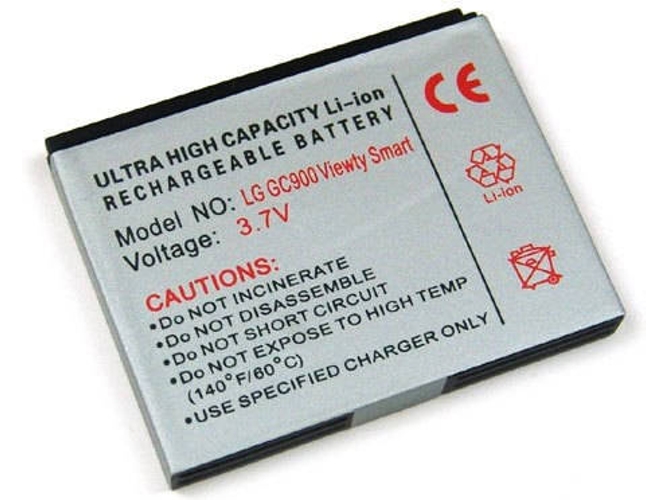 ULTRA HIGH CAPACITY Li-ion
RECHARGEABLE BATTERY
Model NO: LG GC900 Viewty Smart
Voltage: 3.7V
CAUTIONS:
•Do NOT INCINERATE
•Do NOT DISASSEMBLE
•Do NOT SHORT CIRCUIT
•Do NOT EXPOSE TO HIGH TEMP
(140°F/60°C)
•USE SPECIFIED CHARGER ONLY
CE
Li-ion